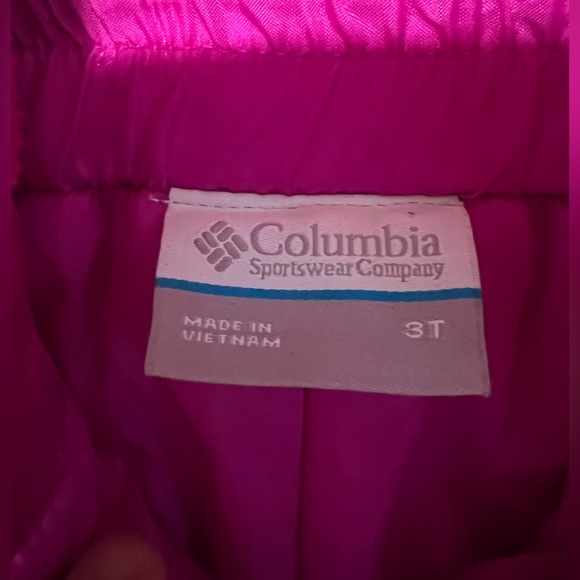 Columbia
Sportswear Company
MADE IN
VIETNAM
3T